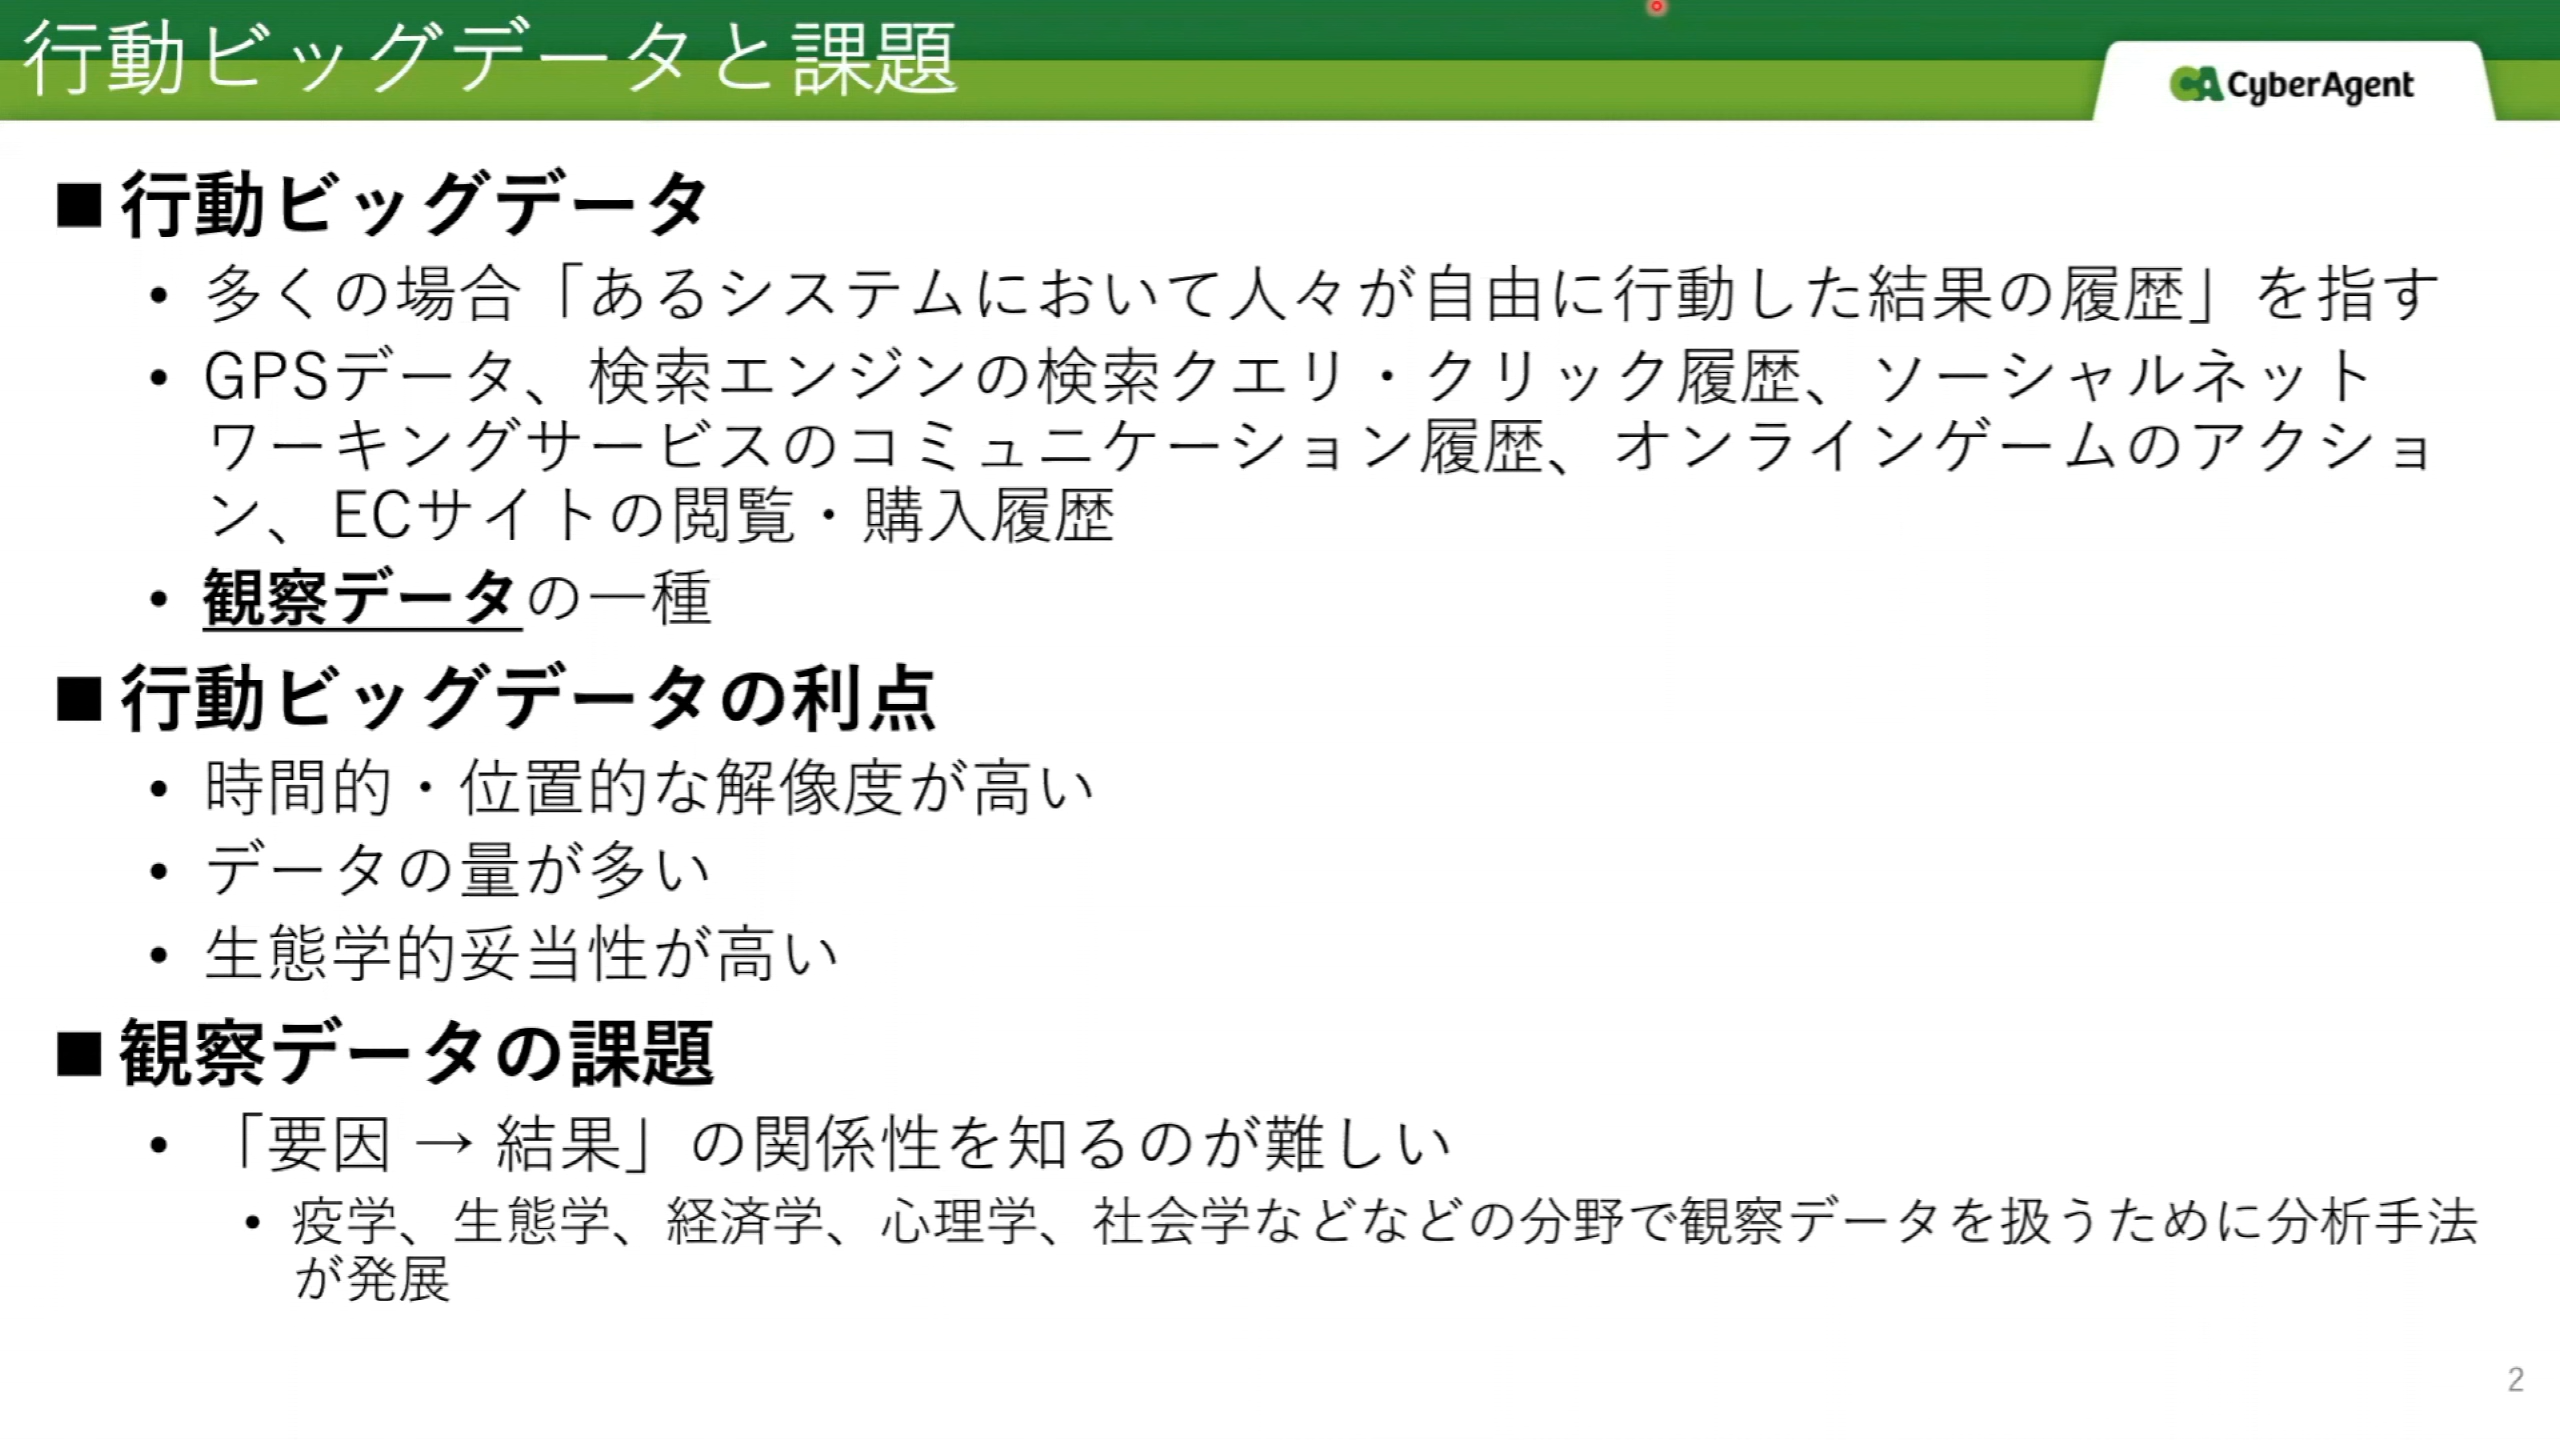 行動ビッグデータと課題
CA CyberAgent
■ 行動ビッグデータ
• 多くの場合「あるシステムにおいて人々が自由に行動した結果の履歴」を指す
• GPSデータ、検索エンジンの検索クエリ・クリック履歴、ソーシャルネット
ワーキングサービスのコミュニケーション履歴、オンラインゲームのアクショ
ン、ECサイトの閲覧・購入履歴
• 観察データの一種
■ 行動ビッグデータの利点
• 時間的・位置的な解像度が高い
• データの量が多い
• 生態学的妥当性が高い
■ 観察データの課題
• 「要因 → 結果」の関係性を知るのが難しい
• 疫学、生態学、経済学、心理学、社会学などなどの分野で観察データを扱うために分析手法
が発展
2